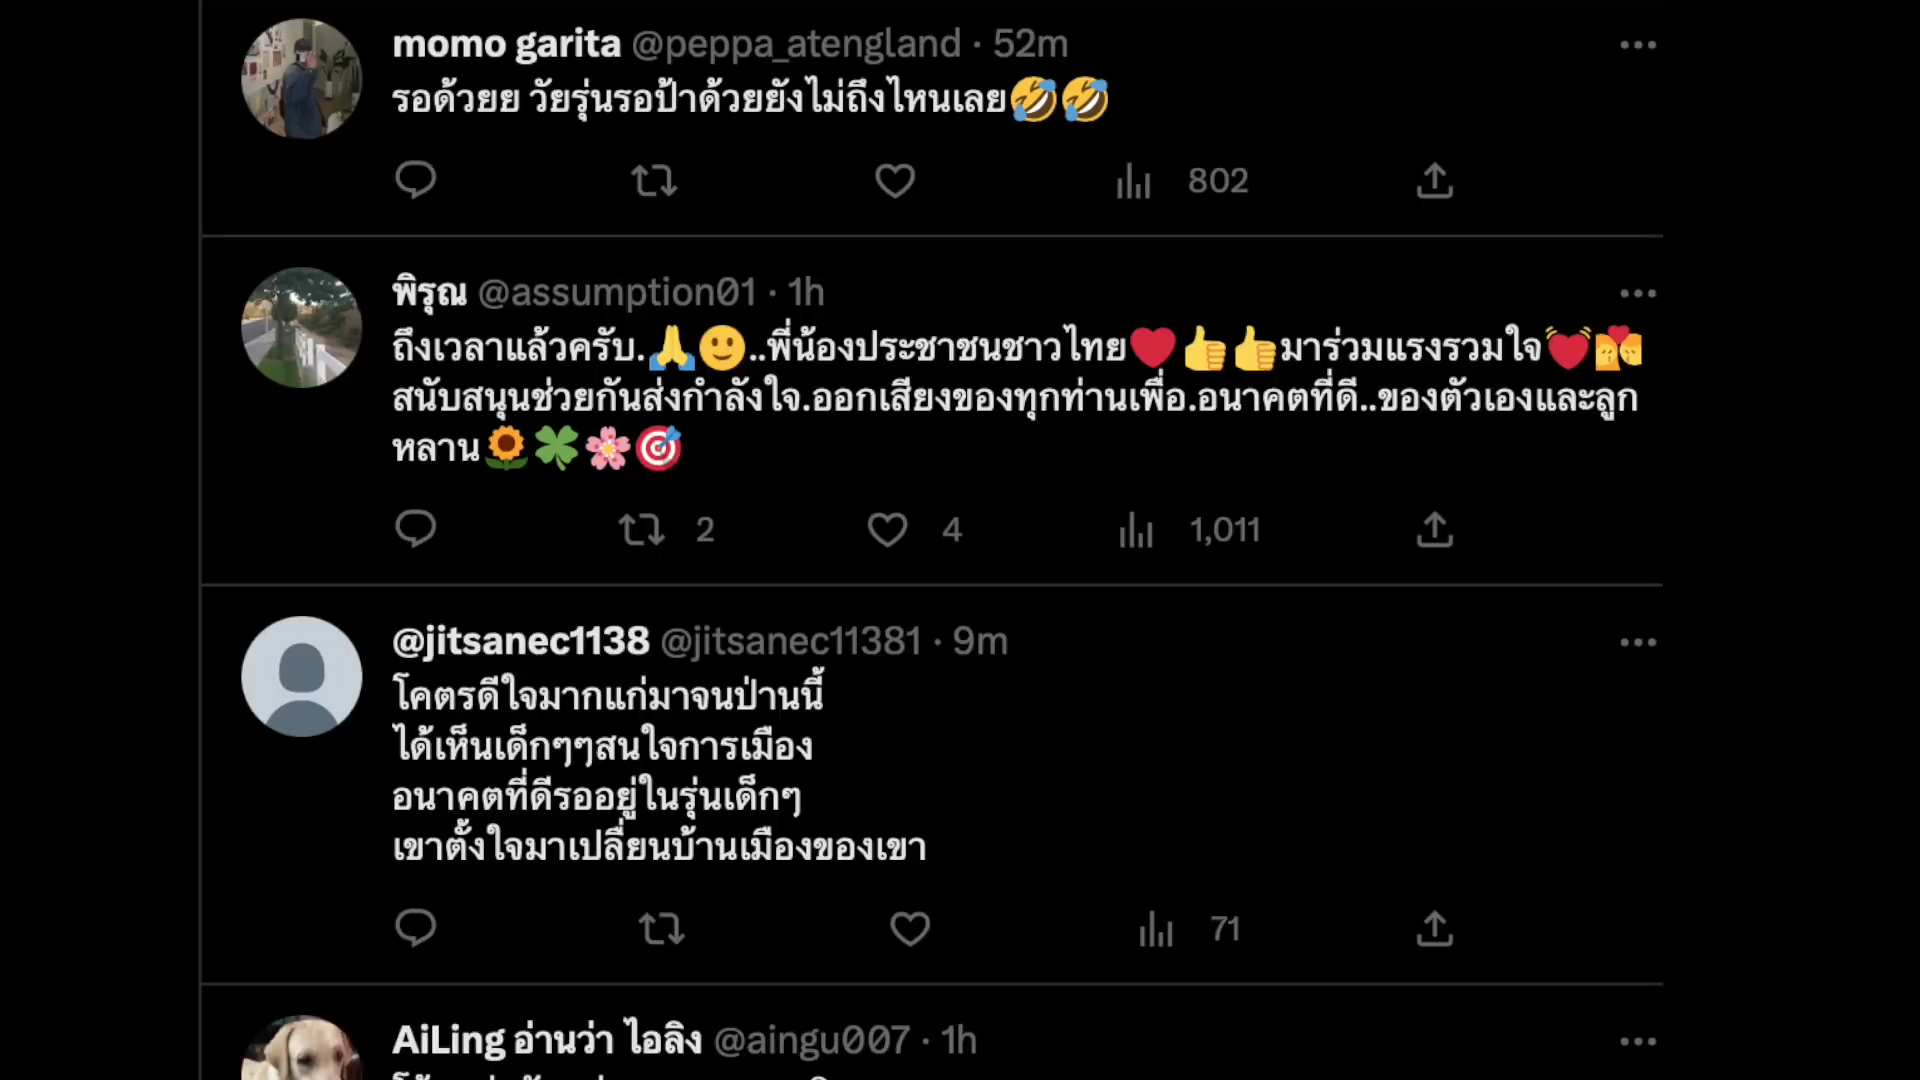 momo garita @peppa_atengland · 52m
รอด้วยย วัยรุ่นรอป้าด้วยยังไม่ถึงไหนเลย🤣🤣
802
พิรุณ @assumption01 · 1h
ถึงเวลาแล้วครับ.🙏🙂..พี่น้องประชาชนชาวไทย❤️👍👍มาร่วมแรงรวมใจ💓💏
สนับสนุนช่วยกันส่งกำลังใจ.ออกเสียงของทุกท่านเพื่อ.อนาคตที่ดี..ของตัวเองและลูก
หลาน🌻🍀🌸🎯
2 4 1,011
@jitsanec1138 @jitsanec11381 · 9m
โคตรดีใจมากแก่มาจนป่านนี้
ได้เห็นเด็กๆๆสนใจการเมือง
อนาคตที่ดีรออยู่ในรุ่นเด็กๆ
เขาตั้งใจมาเปลี่ยนบ้านเมืองของเขา
71
AiLing อ่านว่า ไอลิง @aingu007 · 1h